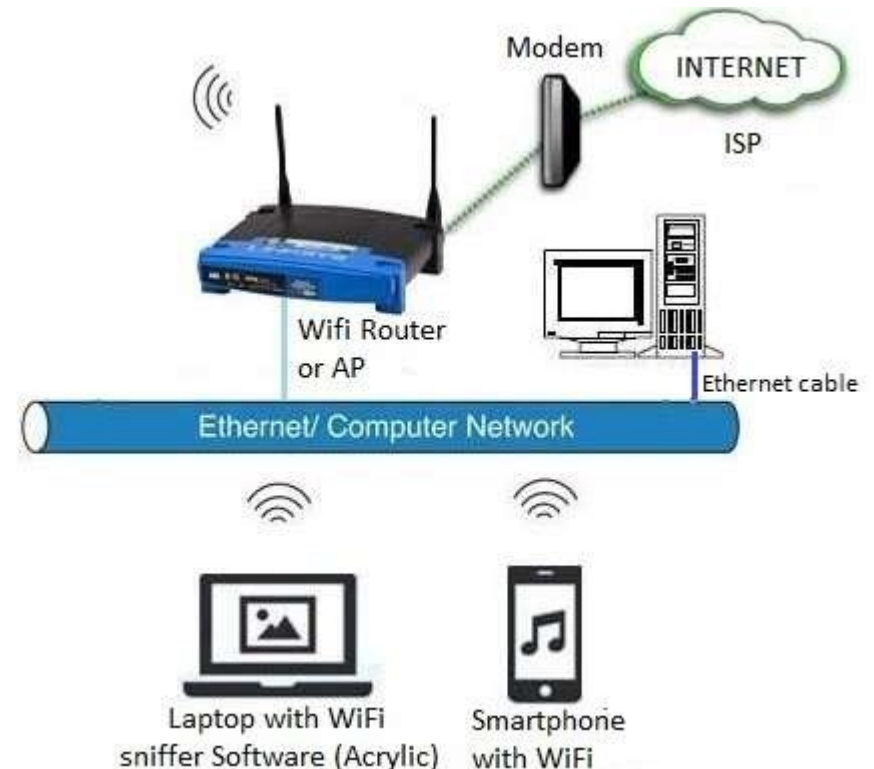 Modem
INTERNET
ISP
Wifi Router
or AP
Ethernet cable
Ethernet/ Computer Network
Laptop with WiFi
sniffer Software (Acrylic)
Smartphone
with WiFi